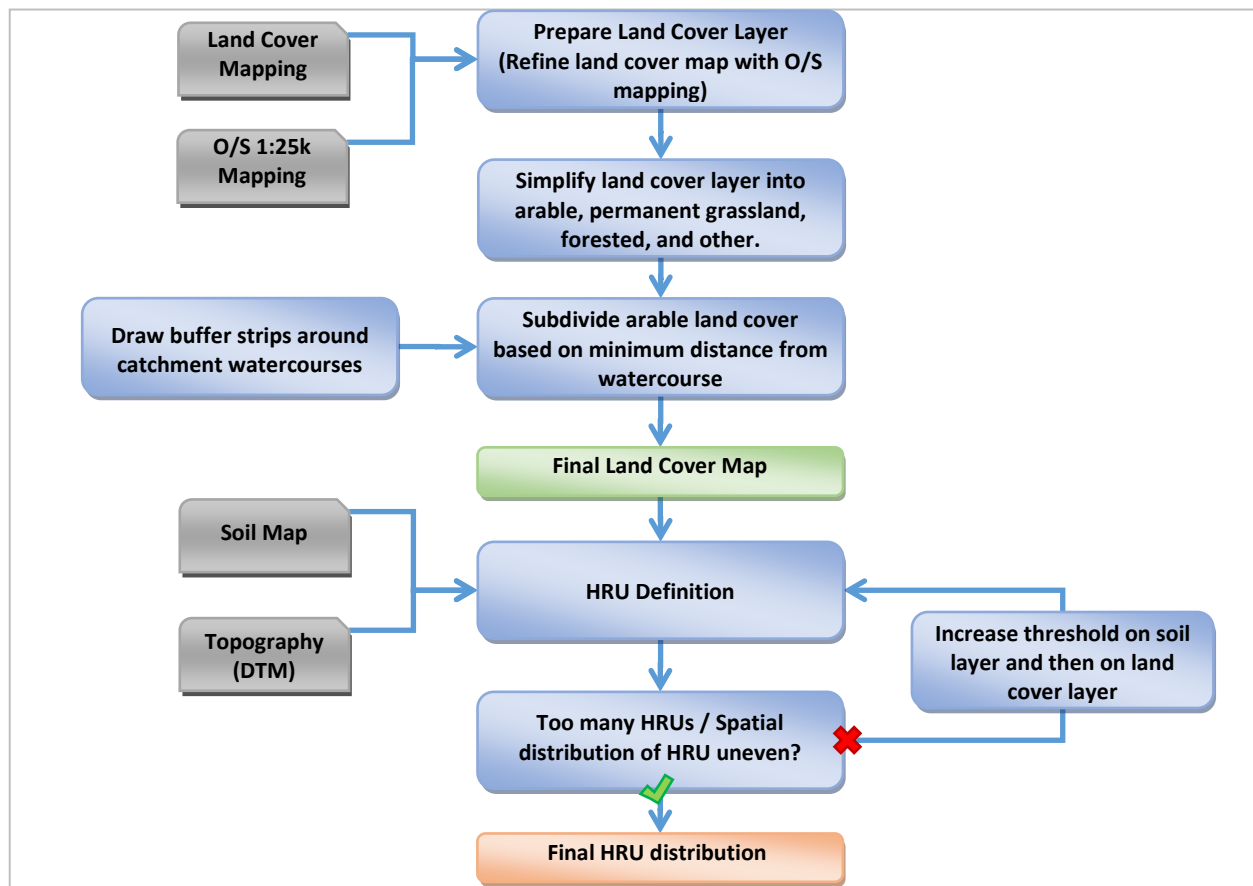 Land Cover
Mapping
Prepare Land Cover Layer
(Refine land cover map with O/S
mapping)
O/S 1:25k
Mapping
Simplify land cover layer into
arable, permanent grassland,
forested, and other.
Draw buffer strips around
catchment watercourses
Subdivide arable land cover
based on minimum distance from
watercourse
Final Land Cover Map
Soil Map
HRU Definition
Topography
(DTM)
Increase threshold on soil
layer and then on land
cover layer
Too many HRUs / Spatial
distribution of HRU uneven?
Final HRU distribution